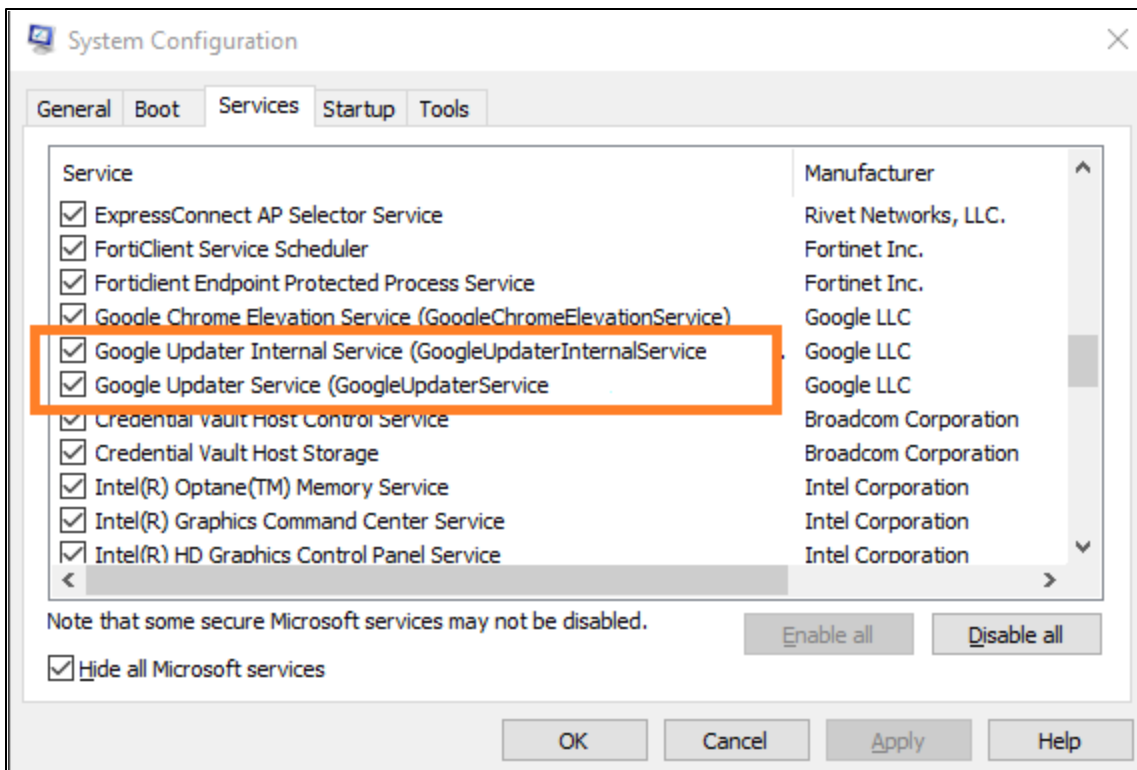 System Configuration
General Boot Services Startup Tools
Service Manufacturer
ExpressConnect AP Selector Service Rivet Networks, LLC.
FortiClient Service Scheduler Fortinet Inc.
Forticlient Endpoint Protected Process Service Fortinet Inc.
Google Chrome Elevation Service (GoogleChromeElevationService) Google LLC
Google Updater Internal Service (GoogleUpdaterInternalService . Google LLC
Google Updater Service (GoogleUpdaterService Google LLC
Credential Vault Host Control Service Broadcom Corporation
Credential Vault Host Storage Broadcom Corporation
Intel(R) Optane(TM) Memory Service Intel Corporation
Intel(R) Graphics Command Center Service Intel Corporation
Intel(R) HD Graphics Control Panel Service Intel Corporation
Note that some secure Microsoft services may not be disabled.
Enable all Disable all
Hide all Microsoft services
OK Cancel Apply Help